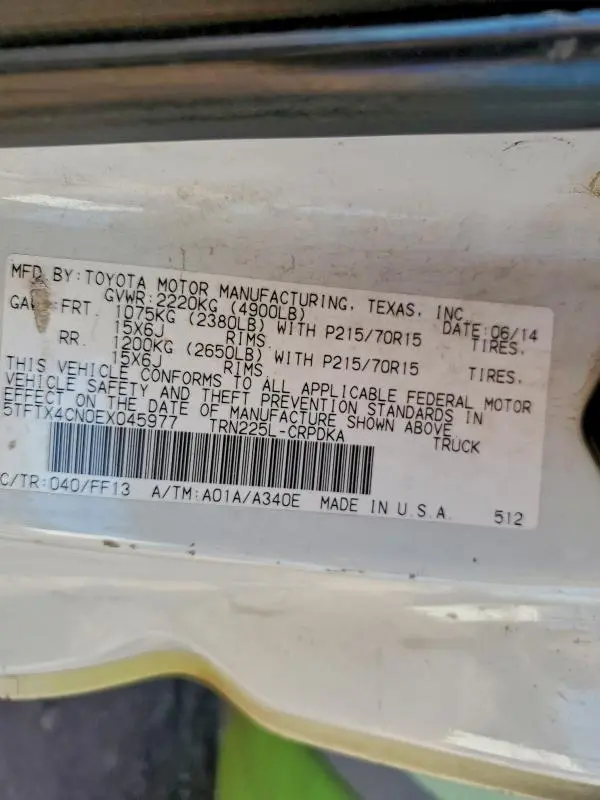 MFD. BY: TOYOTA MOTOR MANUFACTURING, TEXAS, INC.
GVWR: 2220KG (4900LB) DATE: 06/14
FRT. 1075KG (2380LB) WITH P215/70R15 TIRES,
15X6J RIMS
RR. 1200KG (2650LB) WITH P215/70R15 TIRES,
15X6J RIMS
THIS VEHICLE CONFORMS TO ALL APPLICABLE FEDERAL MOTOR
VEHICLE SAFETY AND THEFT PREVENTION STANDARDS IN
EFFECT ON THE DATE OF MANUFACTURE SHOWN ABOVE.
5TFTX4CN0EX045977 TRN225L-CRPDKA TRUCK
C/TR: 040/FF13 A/TM: A01A/A340E MADE IN U.S.A. 512